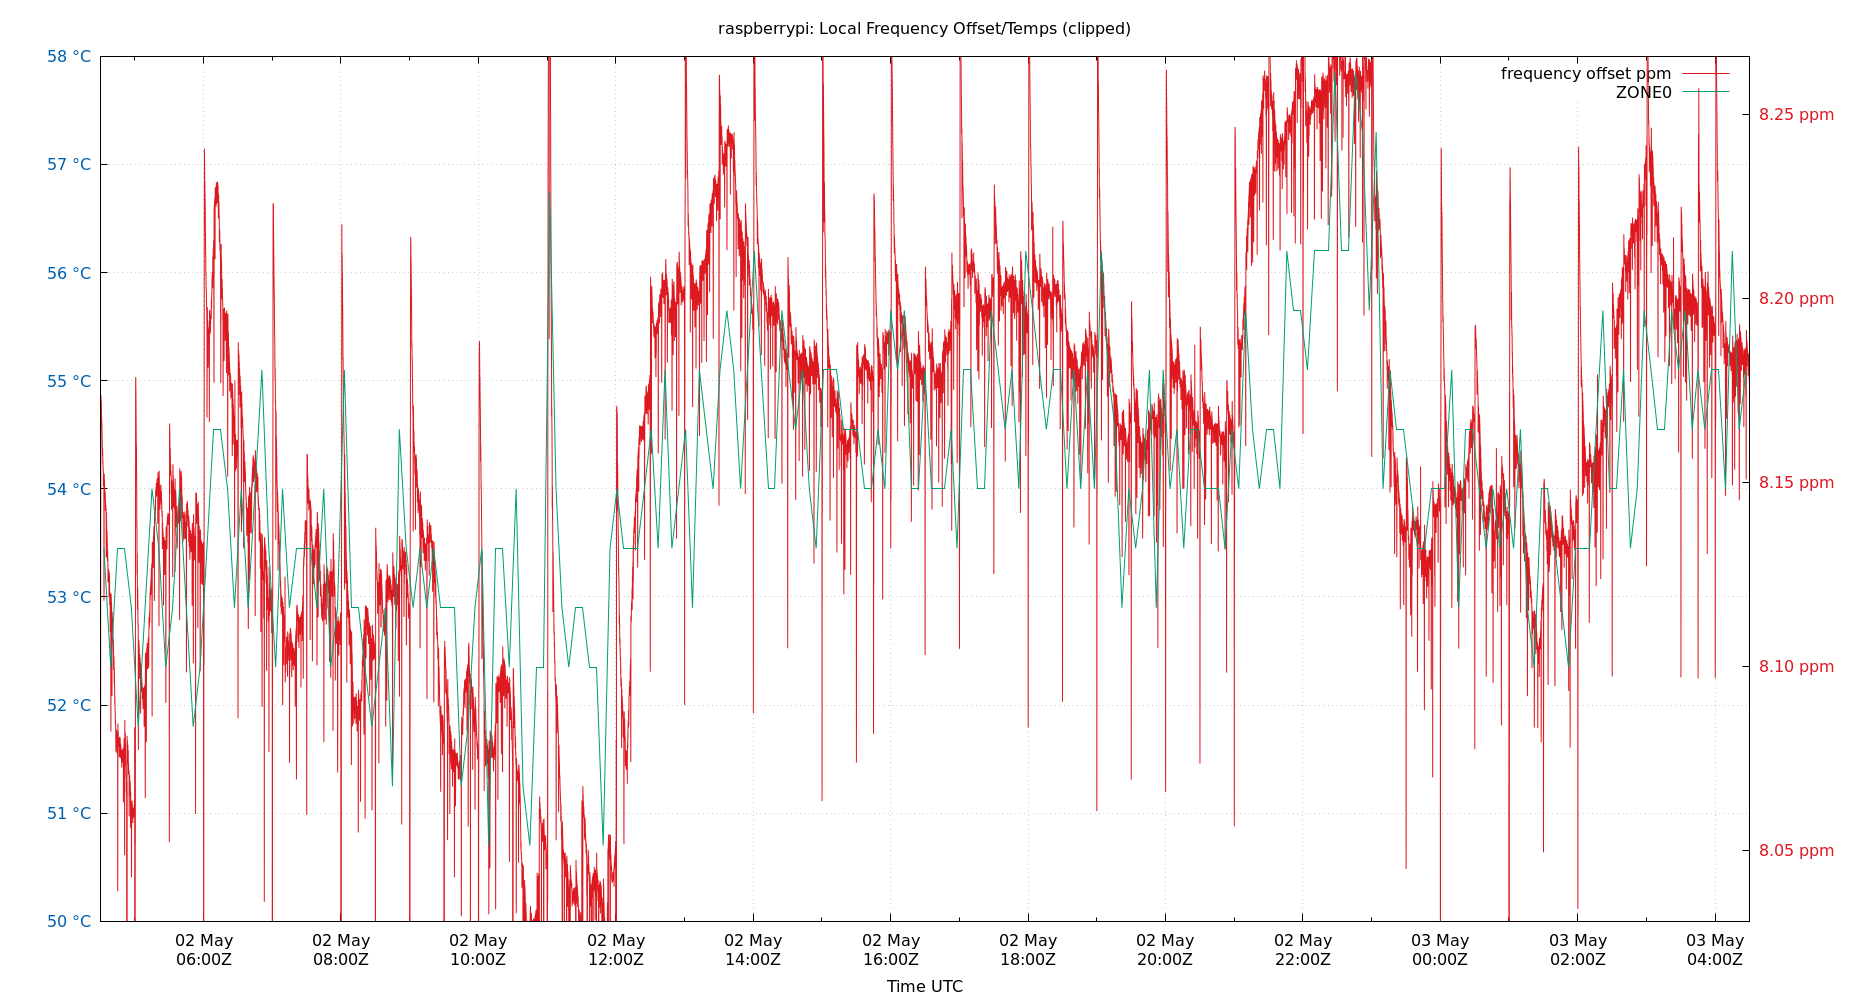 raspberrypi: Local Frequency Offset/Temps (clipped)
frequency offset ppm
ZONE0
58 °C
57 °C
56 °C
55 °C
54 °C
53 °C
52 °C
51 °C
50 °C
8.25 ppm
8.20 ppm
8.15 ppm
8.10 ppm
8.05 ppm
02 May 02 May 02 May 02 May 02 May 02 May 02 May 02 May 02 May 03 May 03 May 03 May
06:00Z 08:00Z 10:00Z 12:00Z 14:00Z 16:00Z 18:00Z 20:00Z 22:00Z 00:00Z 02:00Z 04:00Z
Time UTC